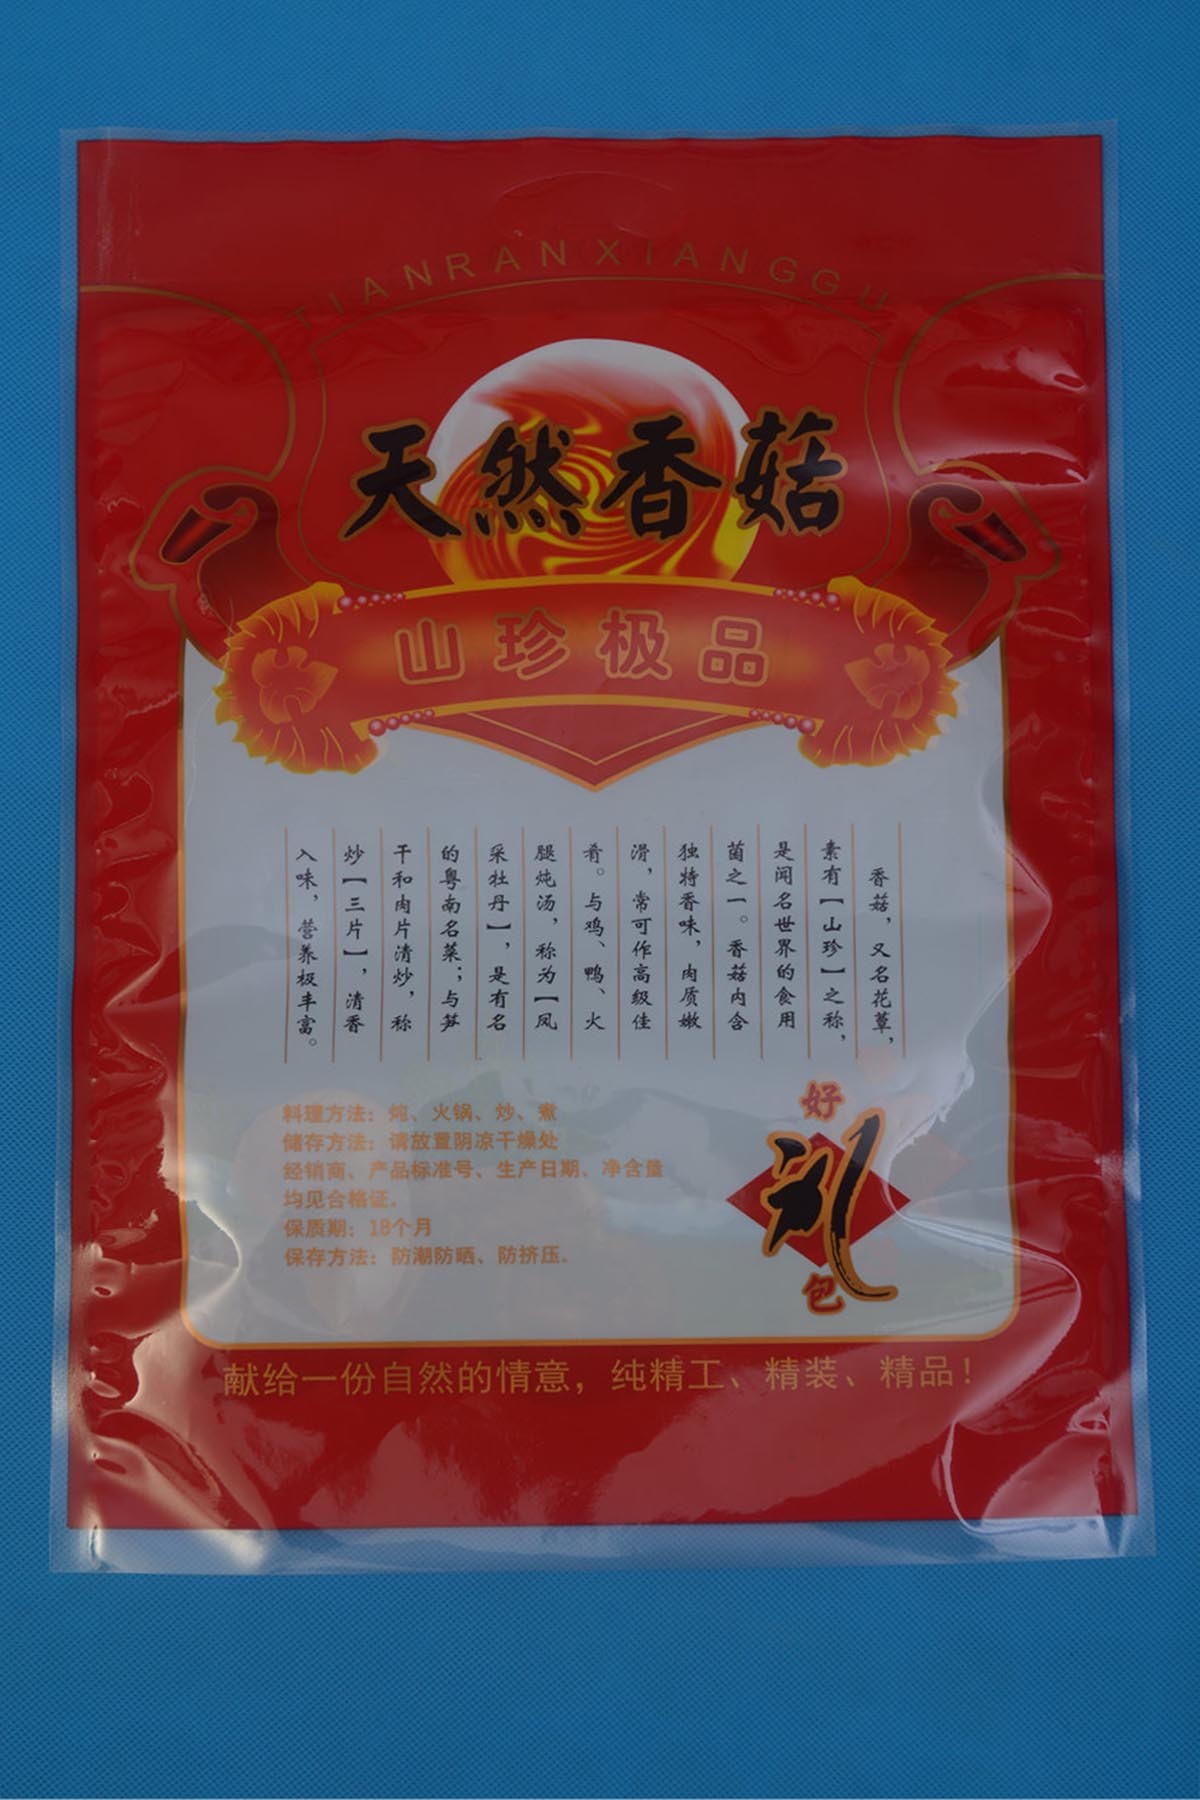 TIANRANXIANGGU
天然香菇
山珍极品
香菇，又名花蕈，
素有【山珍】之称，
是闻名世界的食用
菌之一。香菇内含
独特香味，肉质嫩
滑，常可作高级佳
肴。与鸡、鸭、火
腿炖汤，称为【凤
采牡丹】，是有名
的粤南名菜；与笋
干和肉片清炒，称
炒【三片】，清香
入味，营养极丰富。
料理方法：炖、火锅、炒、煮
储存方法：请放置阴凉干燥处
经销商、产品标准号、生产日期、净含量
均见合格证。
保质期：18个月
保存方法：防潮防晒、防挤压。
好
礼
包
献给一份自然的情意，纯精工、精装、精品！